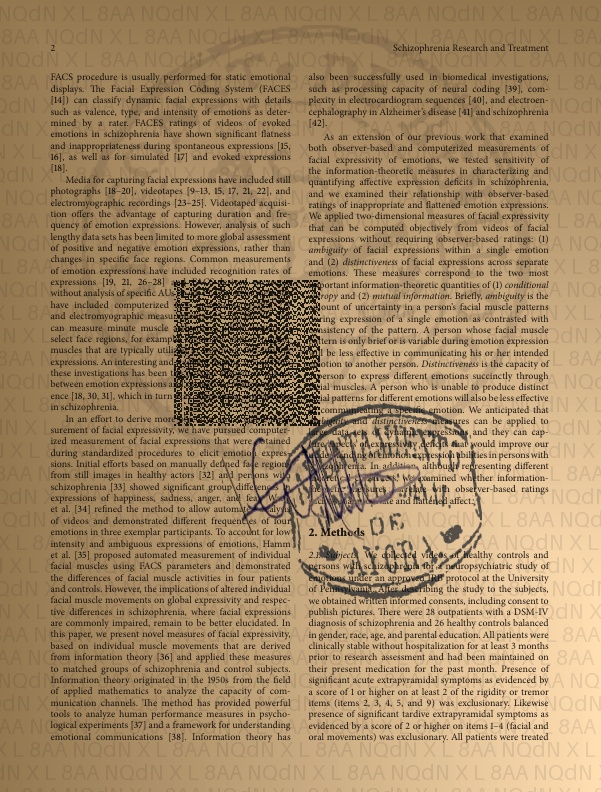 2
Schizophrenia Research and Treatment
FACS procedure is usually performed for static emotional
displays. The Facial Expression Coding System (FACES
[14]) can classify dynamic facial expressions with details
such as valence, type, and intensity of emotions as deter-
mined by a rater. FACES ratings of videos of evoked
emotions in schizophrenia have shown significant flatness
and inappropriateness during spontaneous expressions [15,
16], as well as for simulated [17] and evoked expressions
[18].
Media for capturing facial expressions have included still
photographs [18–20], videotapes [9–13, 15, 17, 21, 22], and
electromyographic recordings [23–25]. Videotaped acquisi-
tion offers the advantage of capturing duration and fre-
quency of emotion expressions. However, analysis of such
lengthy data sets has been limited to more global assessment
of positive and negative emotion expressions, rather than
changes in specific face regions. Common measurements
of emotion expressions have included recognition rates of
expressions [19, 21, 26–28]
without analysis of specific AU
have included computerized
and electromyographic
can measure minute muscle
select face regions, for
muscles that are typically
expressions. An interesting and
these investigations has been
between emotion expressions
ence [18, 30, 31], which in turn
in schizophrenia.
In an effort to derive
surement of facial expressivity, we have pursued computer-
ized measurement of facial expressions that were obtained
during standardized procedures to elicit emotion expres-
sions. Initial efforts based on manually defined face regions
from still images in healthy actors [32] and persons with
schizophrenia [33] showed significant group differences in
expressions of happiness, sadness, anger, and fear.
et al. [34] refined the method to allow automatic analysis
of videos and demonstrated different frequencies of four
emotions in three exemplar participants. To account for low
intensity and ambiguous expressions of emotions, Hamm
et al. [35] proposed automated measurement of individual
facial muscles using FACS parameters and demonstrated
the differences of facial muscle activities in four patients
and controls. However, the implications of altered individual
facial muscle movements on global expressivity and respec-
tive differences in schizophrenia, where facial expressions
are commonly impaired, remain to be better elucidated. In
this paper, we present novel measures of facial expressivity,
based on individual muscle movements that are derived
from information theory [36] and applied these measures
to matched groups of schizophrenia and control subjects.
Information theory originated in the 1950s from the field
of applied mathematics to analyze the capacity of com-
munication channels. The method has provided powerful
tools to analyze human performance measures in psycho-
logical experiments [37] and a framework for understanding
emotional communications [38]. Information theory has
also been successfully used in biomedical investigations,
such as processing capacity of neural coding [39], com-
plexity in electrocardiogram sequences [40], and electroen-
cephalography in Alzheimer's disease [41] and schizophrenia
[42].
As an extension of our previous work that examined
both observer-based and computerized measurements of
facial expressivity of emotions, we tested sensitivity of
the information-theoretic measures in characterizing and
quantifying affective expression deficits in schizophrenia,
and we examined their relationship with observer-based
ratings of inappropriate and flattened emotion expressions.
We applied two-dimensional measures of facial expressivity
that can be computed objectively from videos of facial
expressions without requiring observer-based ratings: (1)
ambiguity of facial expressions within a single emotion
and (2) distinctiveness of facial expressions across separate
emotions. These measures correspond to the two most
important information-theoretic quantities of (1) conditional
entropy and (2) mutual information. Briefly, ambiguity is the
amount of uncertainty in a person's facial muscle patterns
during expression of a single emotion as contrasted with
consistency of the pattern. A person whose facial muscle
pattern is only brief or is variable during emotion expression
will be less effective in communicating his or her intended
emotion to another person. Distinctiveness is the capacity of
a person to express different emotions succinctly through
facial muscles. A person who is unable to produce distinct
facial patterns for different emotions will also be less effective
in communicating a specific emotion. We anticipated that
ambiguity and distinctiveness measures can be applied to
dynamic expressions, and they can cap-
ture effects of expressivity deficits and would improve our
understanding of emotion expression abilities in persons with
schizophrenia. In addition, although representing different
we examined whether information-
theoretic measures correlate with observer-based ratings
of inappropriate and flattened affect.
2. Methods
2.1. Subjects. We collected videos of healthy controls and
persons with schizophrenia for a neuropsychiatric study of
emotions under an approved IRB protocol at the University
of Pennsylvania. After describing the study to the subjects,
we obtained written informed consents, including consent to
publish pictures. There were 28 outpatients with a DSM-IV
diagnosis of schizophrenia and 26 healthy controls balanced
in gender, race, age, and parental education. All patients were
clinically stable without hospitalization for at least 3 months
prior to research assessment and had been maintained on
their present medication for the past month. Presence of
significant acute extrapyramidal symptoms as evidenced by
a score of 1 or higher on at least 2 of the rigidity or tremor
items (items 2, 3, 4, 5, and 9) was exclusionary. Likewise
presence of significant tardive extrapyramidal symptoms as
evidenced by a score of 2 or higher on items I–4 (facial and
oral movements) was exclusionary. All patients were treated